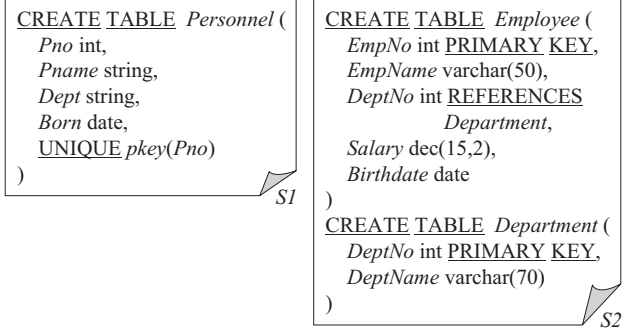 CREATE TABLE Personnel (
Pno int,
Pname string,
Dept string,
Born date,
UNIQUE pkey(Pno)
)
S1
CREATE TABLE Employee (
EmpNo int PRIMARY KEY,
EmpName varchar(50),
DeptNo int REFERENCES
Department,
Salary dec(15,2),
Birthdate date
)
CREATE TABLE Department (
DeptNo int PRIMARY KEY,
DeptName varchar(70)
)
S2